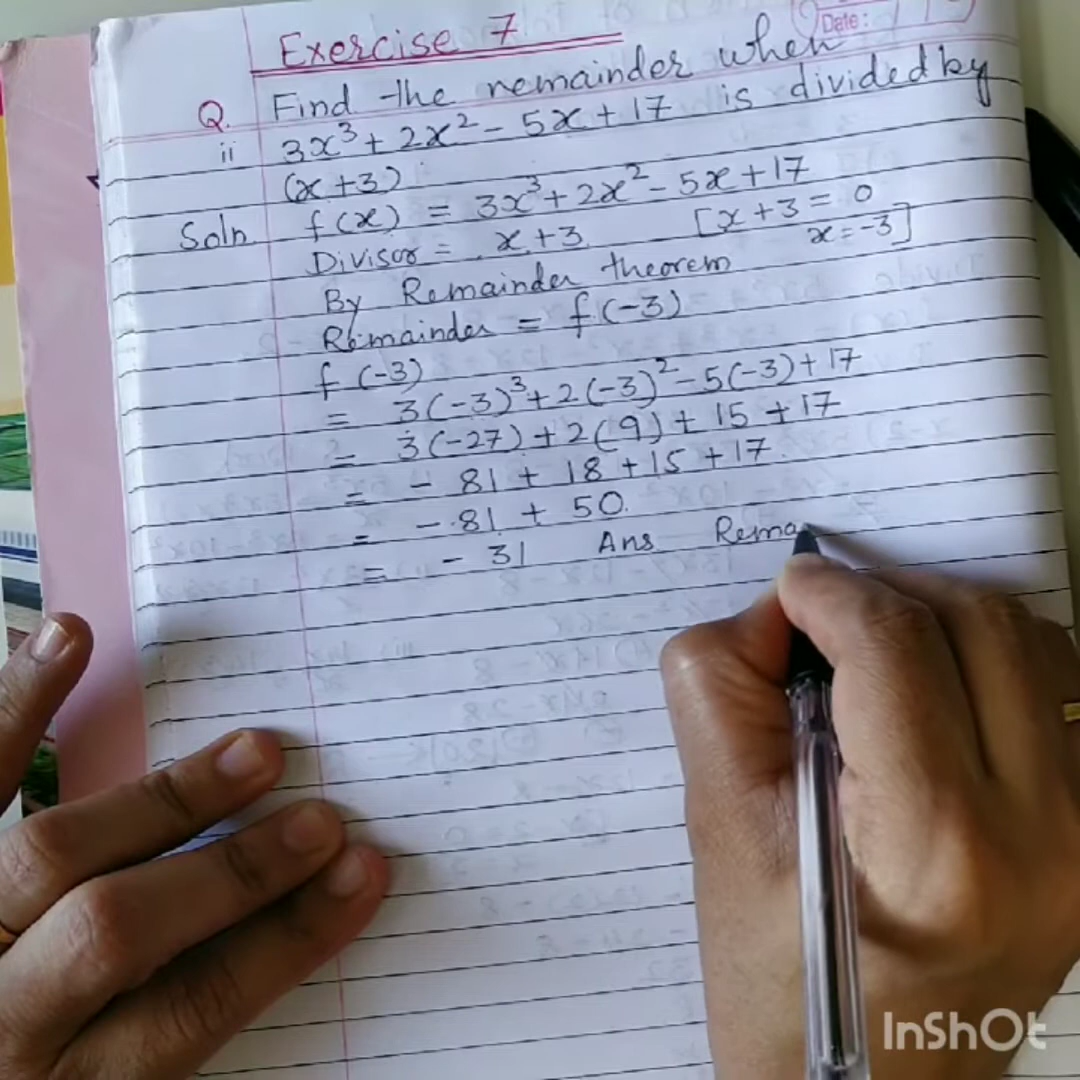 Date:
Exercise 7
Q. Find the remainder when
ii 3x³ + 2x² - 5x + 17 is divided by
(x + 3)
Soln f(x) = 3x³ + 2x² - 5x + 17
Divisor = x + 3 [x + 3 = 0
x = -3]
By Remainder theorem
Remainder = f(-3)
f(-3)
= 3(-3)³ + 2(-3)² - 5(-3) + 17
= 3(-27) + 2(9) + 15 + 17
= - 81 + 18 + 15 + 17
= - 81 + 50
= - 31 Ans Rema
InShOt